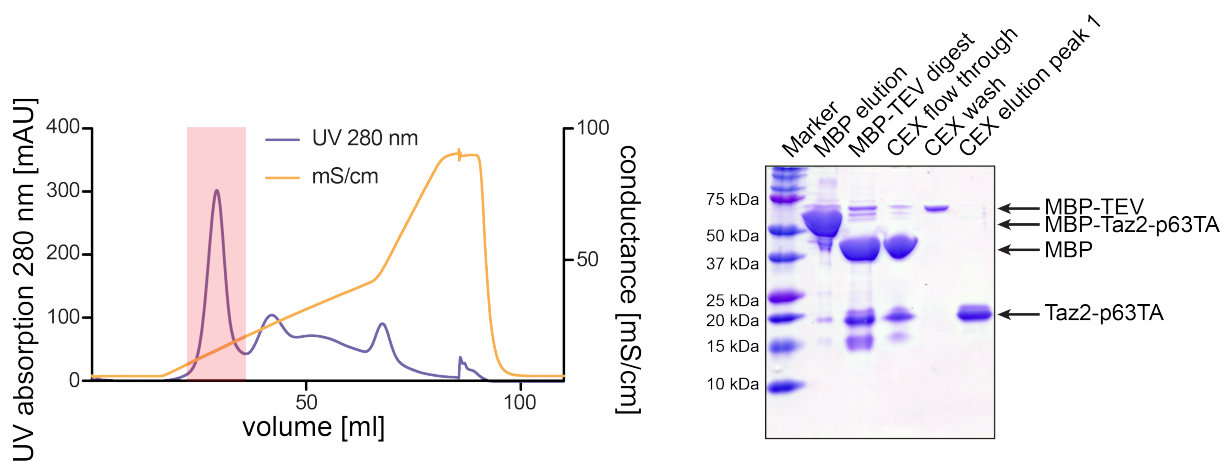 UV absorption 280 nm [mAU]
400
300
200
100
0
UV 280 nm
mS/cm
100
50
conductance [mS/cm]
50
100
volume [ml]
Marker
MBP elution
MBP-TEV digest
CEX flow through
CEX wash
CEX elution peak 1
75 kDa
50 kDa
37 kDa
25 kDa
20 kDa
15 kDa
10 kDa
MBP-TEV
MBP-Taz2-p63TA
MBP
Taz2-p63TA